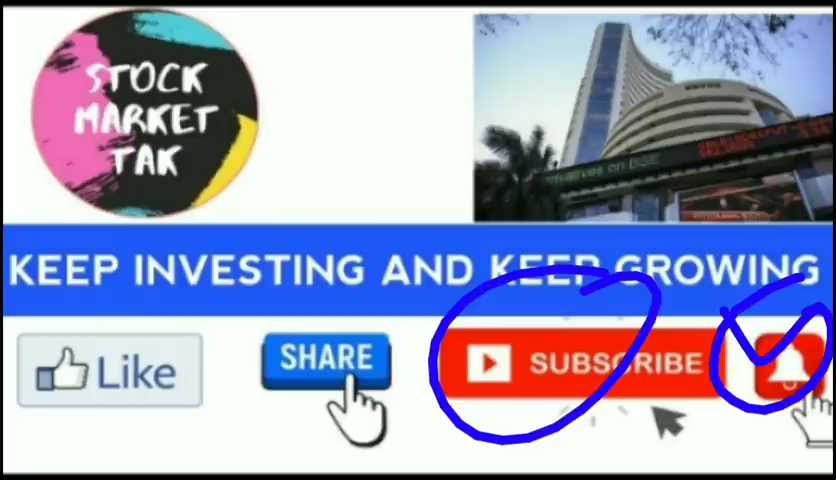 STOCK
MARKET
TAK
KEEP INVESTING AND KEEP GROWING
Like
SHARE
SUBSCRIBE